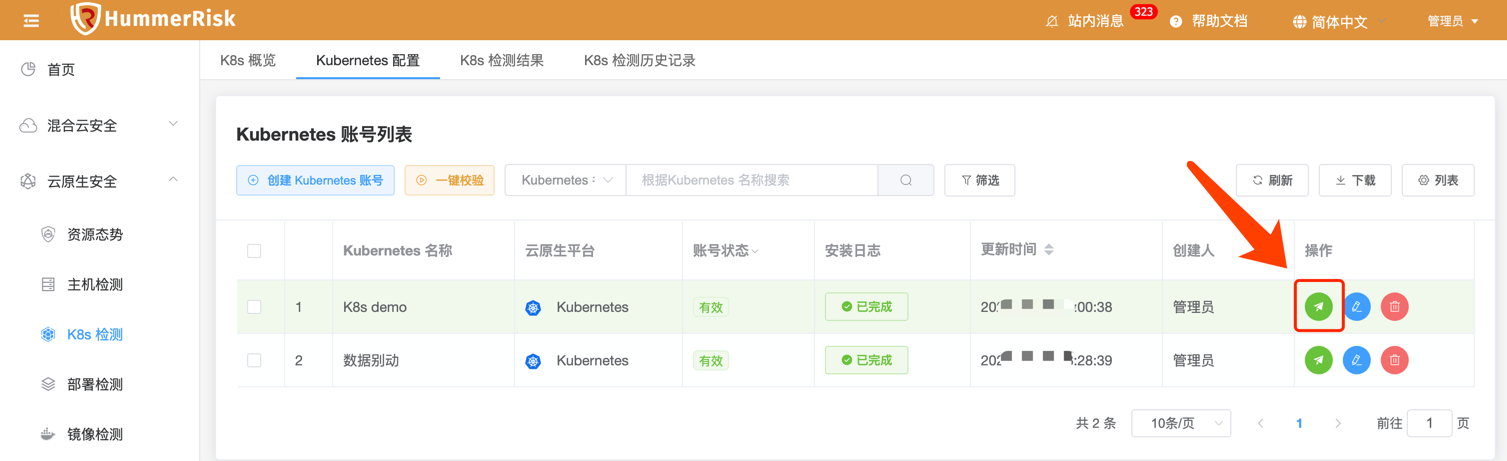 HummerRisk
站内消息 323 帮助文档 简体中文 管理员
首页
混合云安全
云原生安全
资源态势
主机检测
K8s 检测
部署检测
镜像检测
K8s 概览 Kubernetes 配置 K8s 检测结果 K8s 检测历史记录
Kubernetes 账号列表
创建 Kubernetes 账号 一键校验 Kubernetes 根据Kubernetes 名称搜索 筛选 刷新 下载 列表
Kubernetes 名称 云原生平台 账号状态 安装日志 更新时间 创建人 操作
1 K8s demo Kubernetes 有效 已完成 :00:38 管理员
2 数据别动 Kubernetes 有效 已完成 :28:39 管理员
共 2 条 10条/页 1 前往 1 页